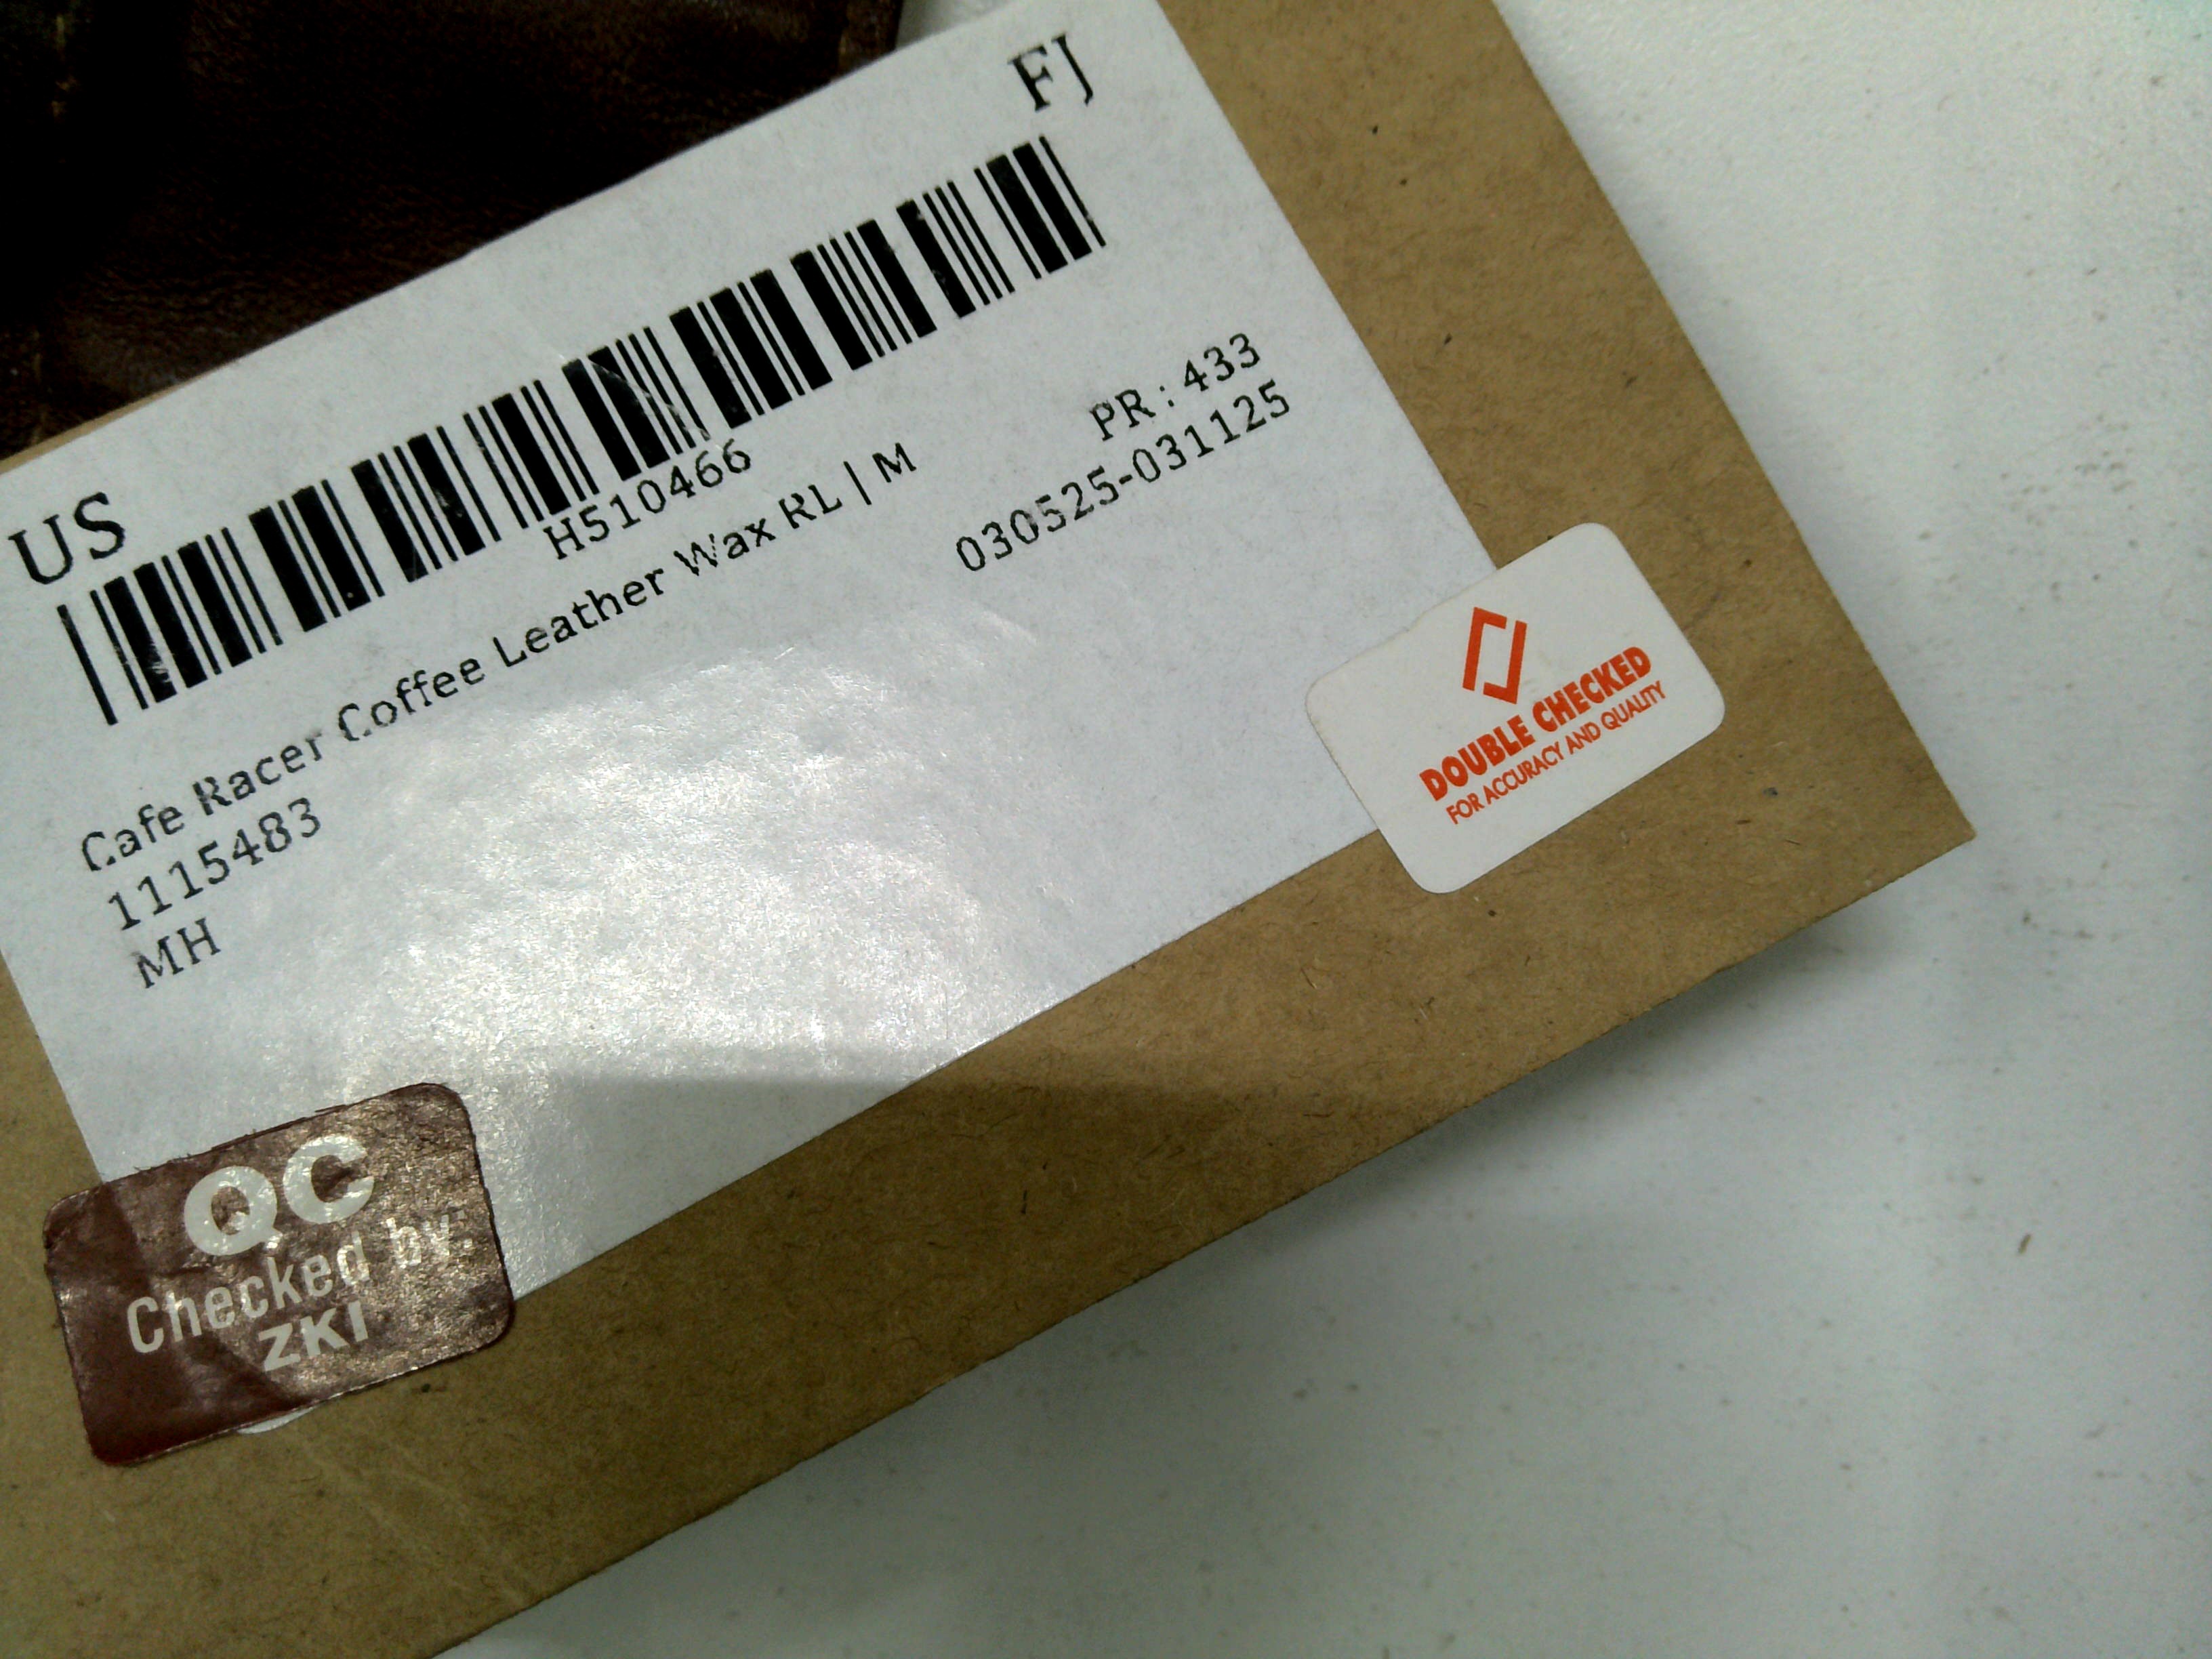 US
FJ
H510466
Cafe Racer Coffee Leather Wax RL | M
PR : 433
1115483
030525-031125
MH
DOUBLE CHECKED
FOR ACCURACY AND QUALITY
QC
Checked by:
ZKI